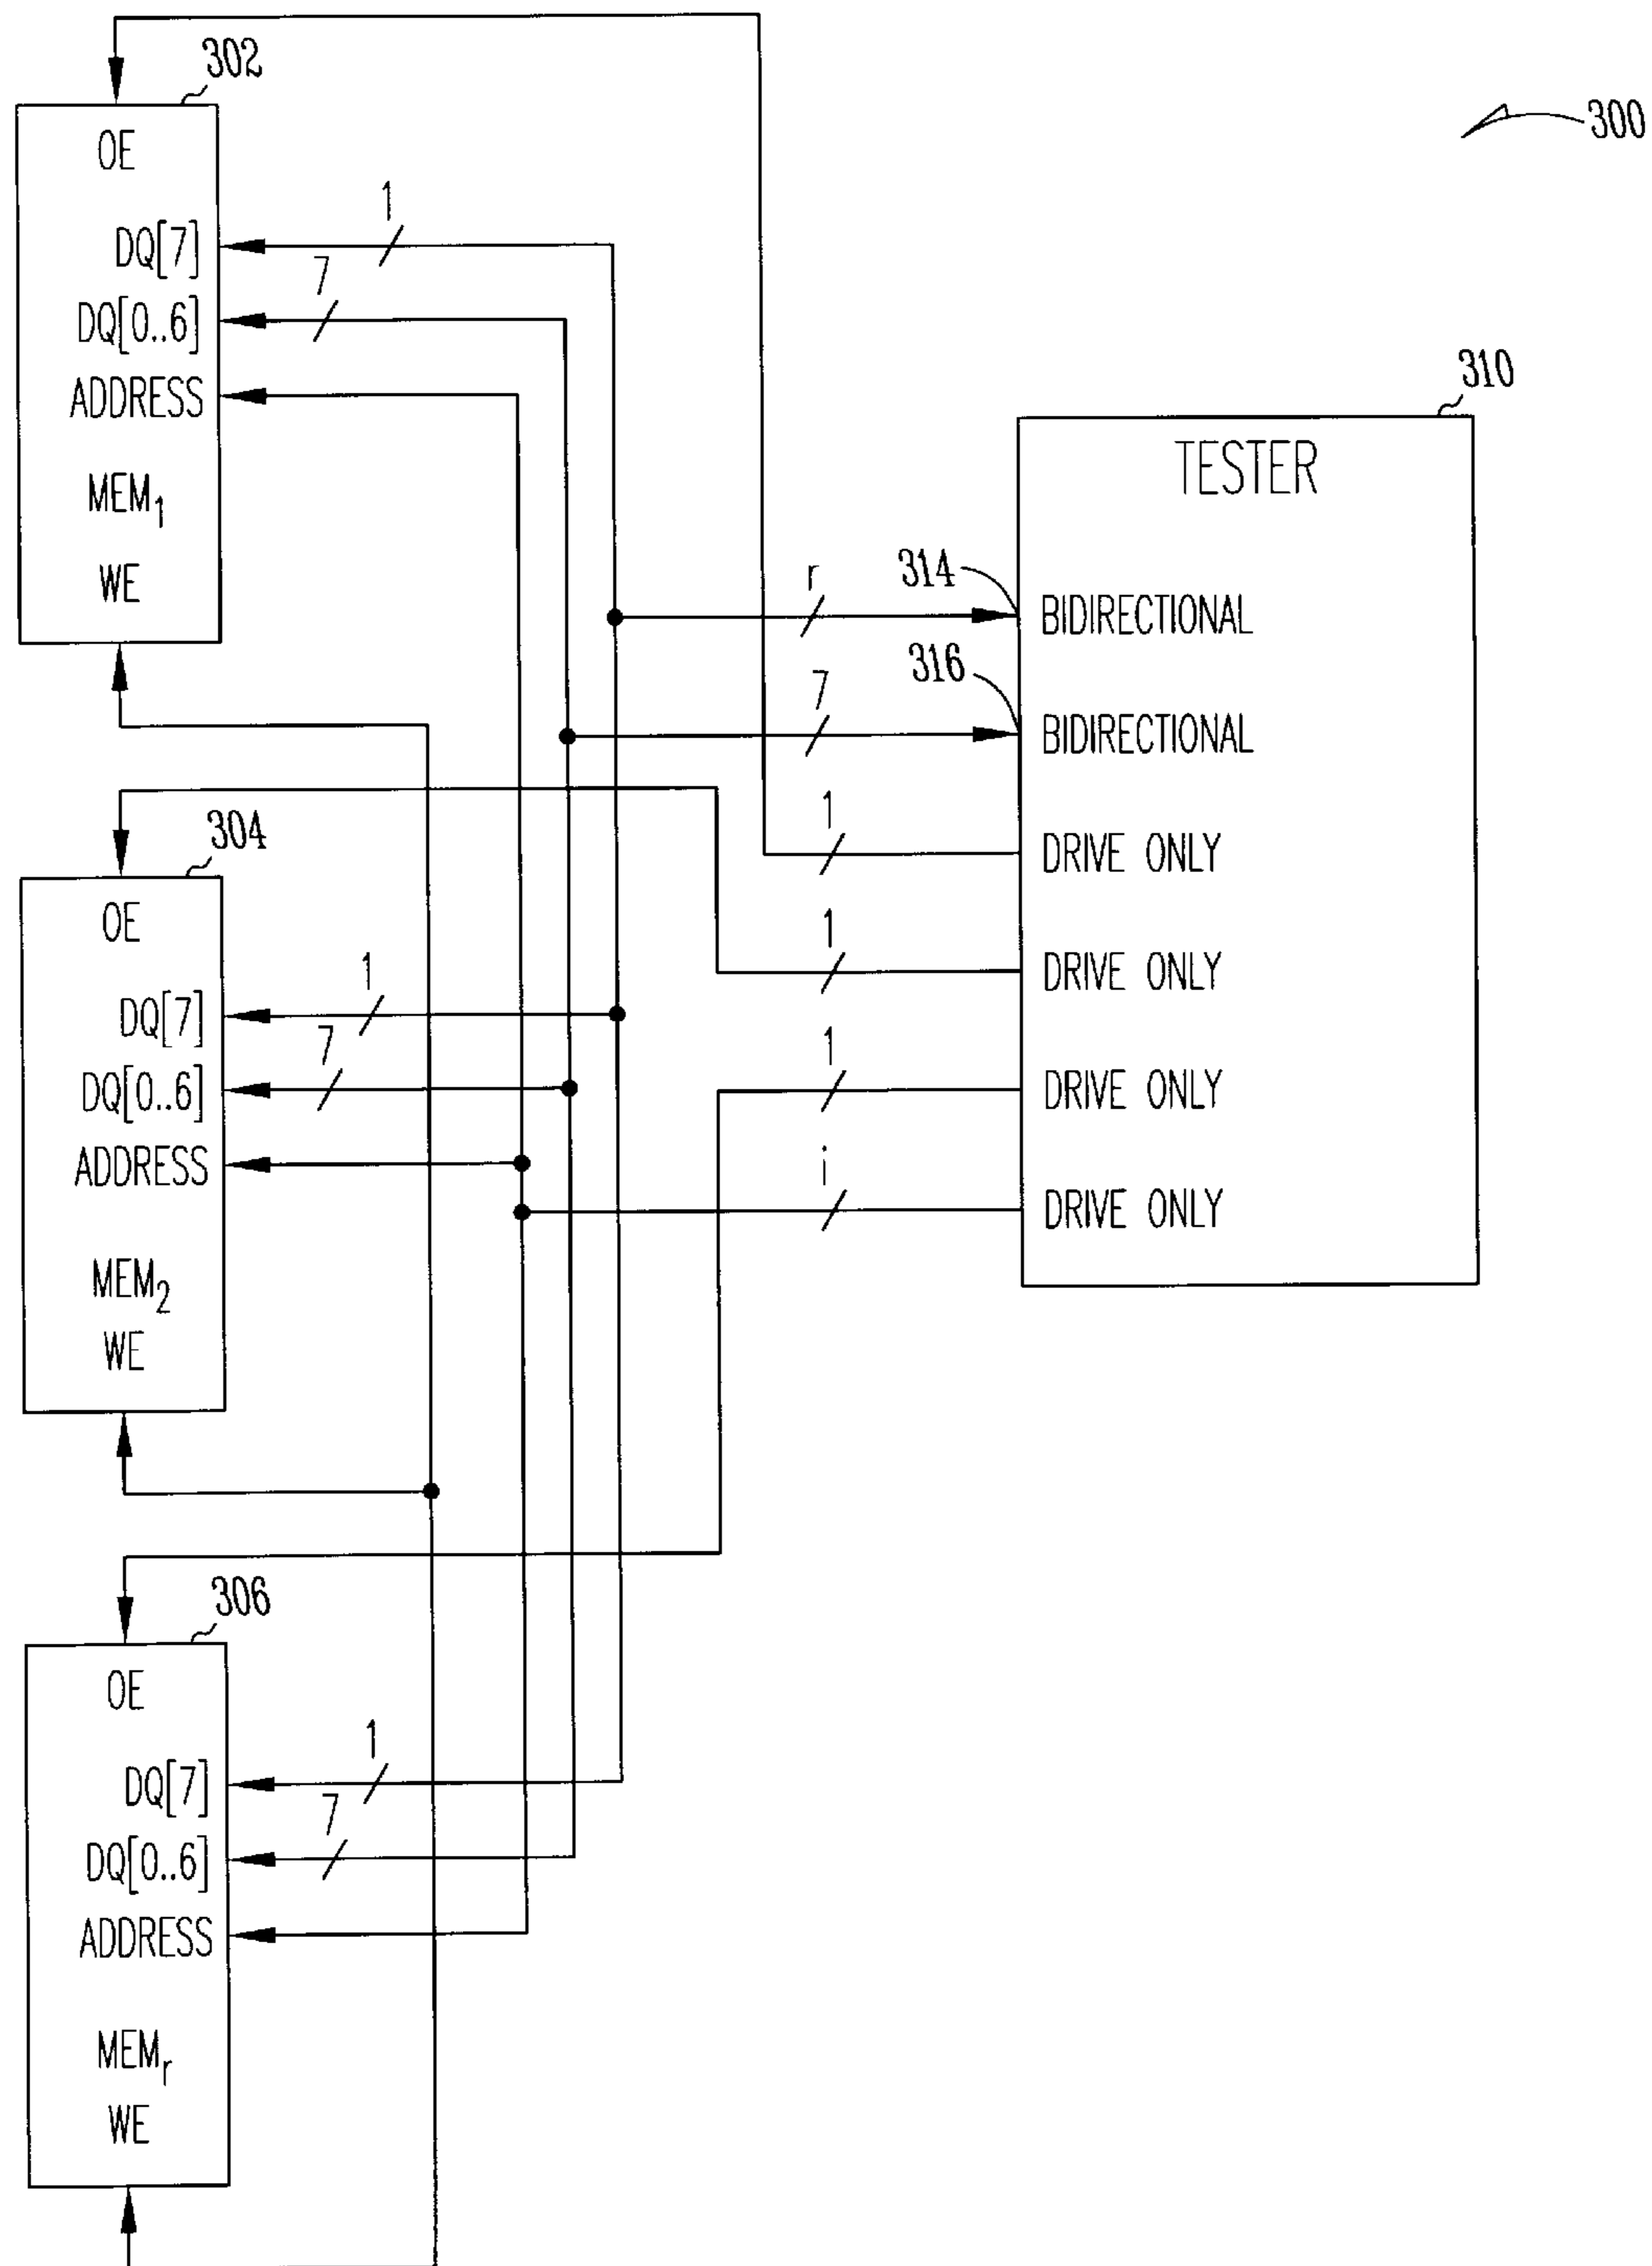 300
302
OE
1
DQ[7]
7
DQ[0..6]
ADDRESS
MEM1
WE
310
TESTER
314
r
BIDIRECTIONAL
316
7
BIDIRECTIONAL
1
DRIVE ONLY
1
DRIVE ONLY
1
DRIVE ONLY
i
DRIVE ONLY
304
OE
1
DQ[7]
7
DQ[0..6]
ADDRESS
MEM2
WE
306
OE
1
DQ[7]
7
DQ[0..6]
ADDRESS
MEMr
WE